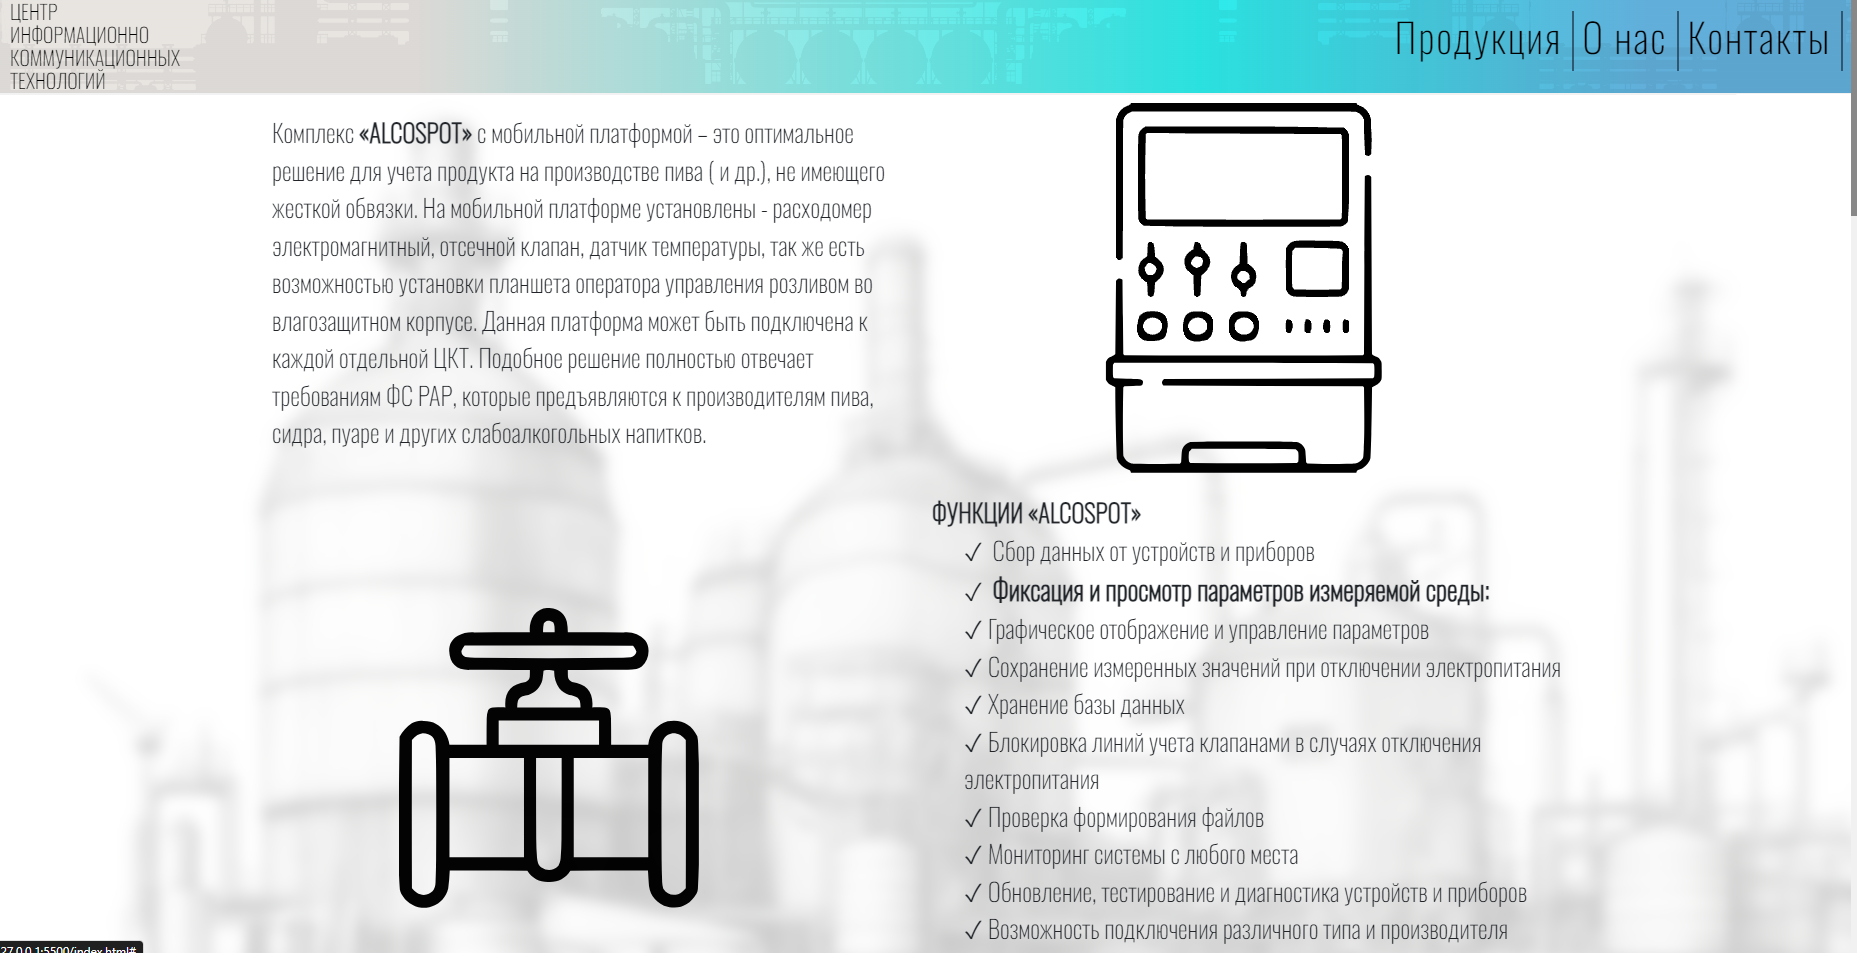 ЦЕНТР
ИНФОРМАЦИОННО
КОММУНИКАЦИОННЫХ
ТЕХНОЛОГИЙ
Продукция
О нас
Контакты
Комплекс «ALCOSPOT» с мобильной платформой – это оптимальное
решение для учета продукта на производстве пива ( и др.), не имеющего
жесткой обвязки. На мобильной платформе установлены - расходомер
электромагнитный, отсечной клапан, датчик температуры, так же есть
возможностью установки планшета оператора управления розливом во
влагозащитном корпусе. Данная платформа может быть подключена к
каждой отдельной ЦКТ. Подобное решение полностью отвечает
требованиям ФС РАР, которые предъявляются к производителям пива,
сидра, пуаре и других слабоалкогольных напитков.
ФУНКЦИИ «ALCOSPOT»
✓ Сбор данных от устройств и приборов
✓ Фиксация и просмотр параметров измеряемой среды:
✓ Графическое отображение и управление параметров
✓ Сохранение измеренных значений при отключении электропитания
✓ Хранение базы данных
✓ Блокировка линий учета клапанами в случаях отключения
электропитания
✓ Проверка формирования файлов
✓ Мониторинг системы с любого места
✓ Обновление, тестирование и диагностика устройств и приборов
✓ Возможность подключения различного типа и производителя
27.0.0.1:5500/index.html#